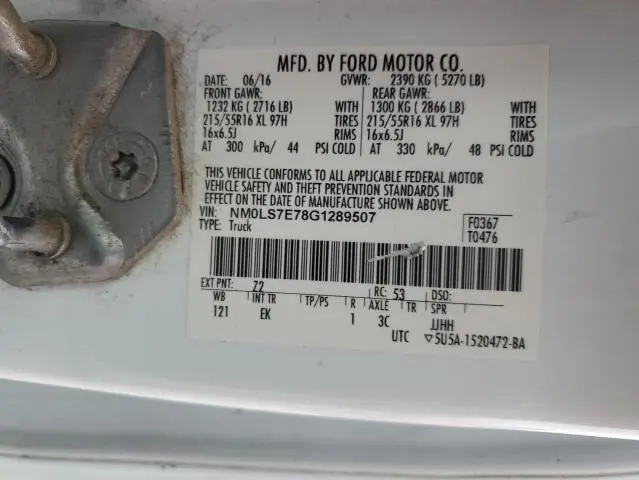 MFD. BY FORD MOTOR CO.
DATE: 06/16 GVWR: 2390 KG ( 5270 LB)
FRONT GAWR: REAR GAWR:
1232 KG ( 2716 LB) WITH 1300 KG ( 2866 LB) WITH
215/55R16 XL 97H TIRES 215/55R16 XL 97H TIRES
16x6.5J RIMS 16x6.5J RIMS
AT 300 kPa/ 44 PSI COLD AT 330 kPa/ 48 PSI COLD
THIS VEHICLE CONFORMS TO ALL APPLICABLE FEDERAL MOTOR
VEHICLE SAFETY AND THEFT PREVENTION STANDARDS IN
EFFECT ON THE DATE OF MANUFACTURE SHOWN ABOVE.
VIN: NM0LS7E78G1289507 F0367
TYPE: Truck T0476
EXT PNT: 72 RC: 53 DSO:
WB INT TR TP/PS R AXLE TR SPR
121 EK 1 3C JJHH
UTC ▽5U5A-1520472-BA